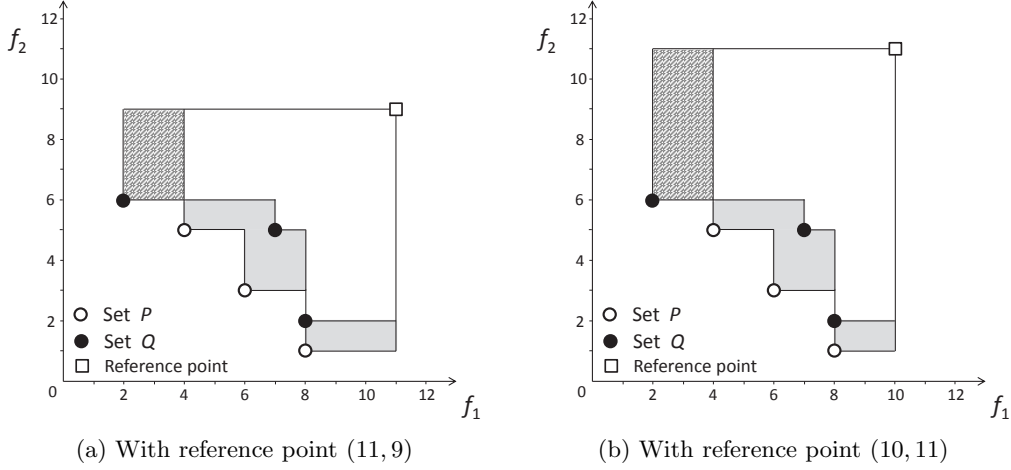 12
f2
10
8
6
4
2
0
2 4 6 8 10 12
f1
Set P
Set Q
Reference point
(a) With reference point (11, 9)
12
f2
10
8
6
4
2
0
2 4 6 8 10 12
f1
Set P
Set Q
Reference point
(b) With reference point (10, 11)